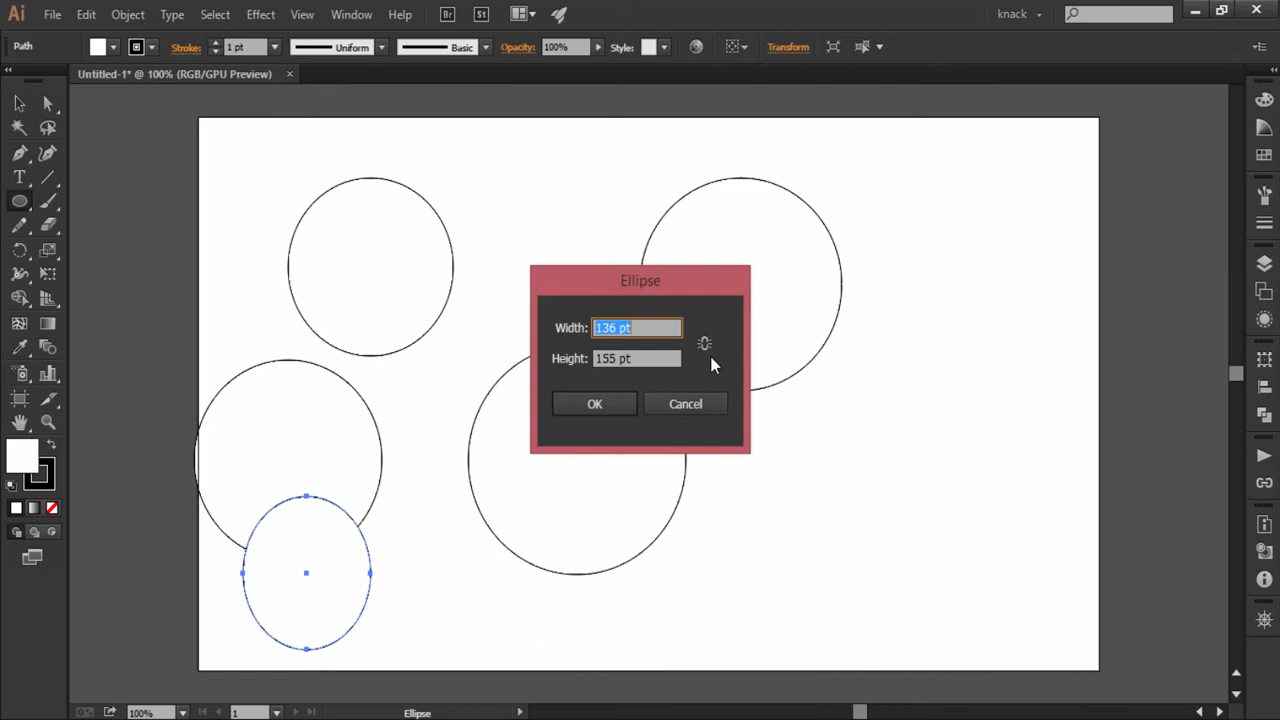 Ai File Edit Object Type Select Effect View Window Help Br St knack
Path Stroke: 1 pt Uniform Basic Opacity: 100% Style: Transform
Untitled-1* @ 100% (RGB/GPU Preview) ×
Ellipse
Width: 136 pt
Height: 155 pt
OK Cancel
100% 1 Ellipse